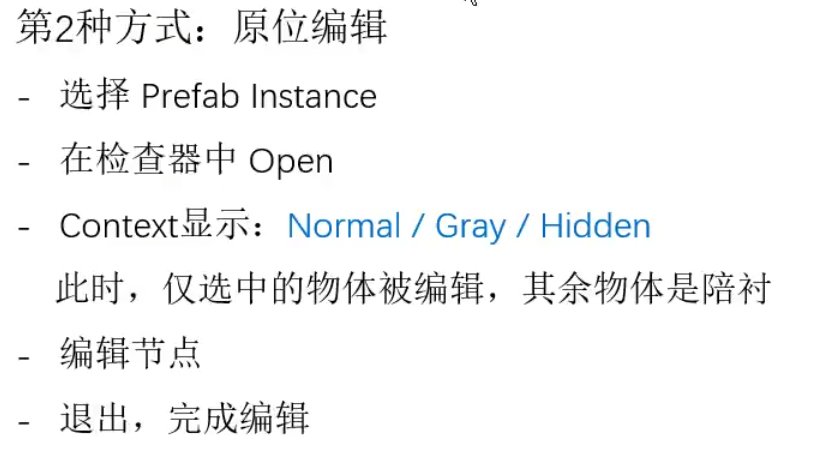 第2种方式：原位编辑
- 选择 Prefab Instance
- 在检查器中 Open
- Context显示：Normal / Gray / Hidden
此时，仅选中的物体被编辑，其余物体是陪衬
- 编辑节点
- 退出，完成编辑